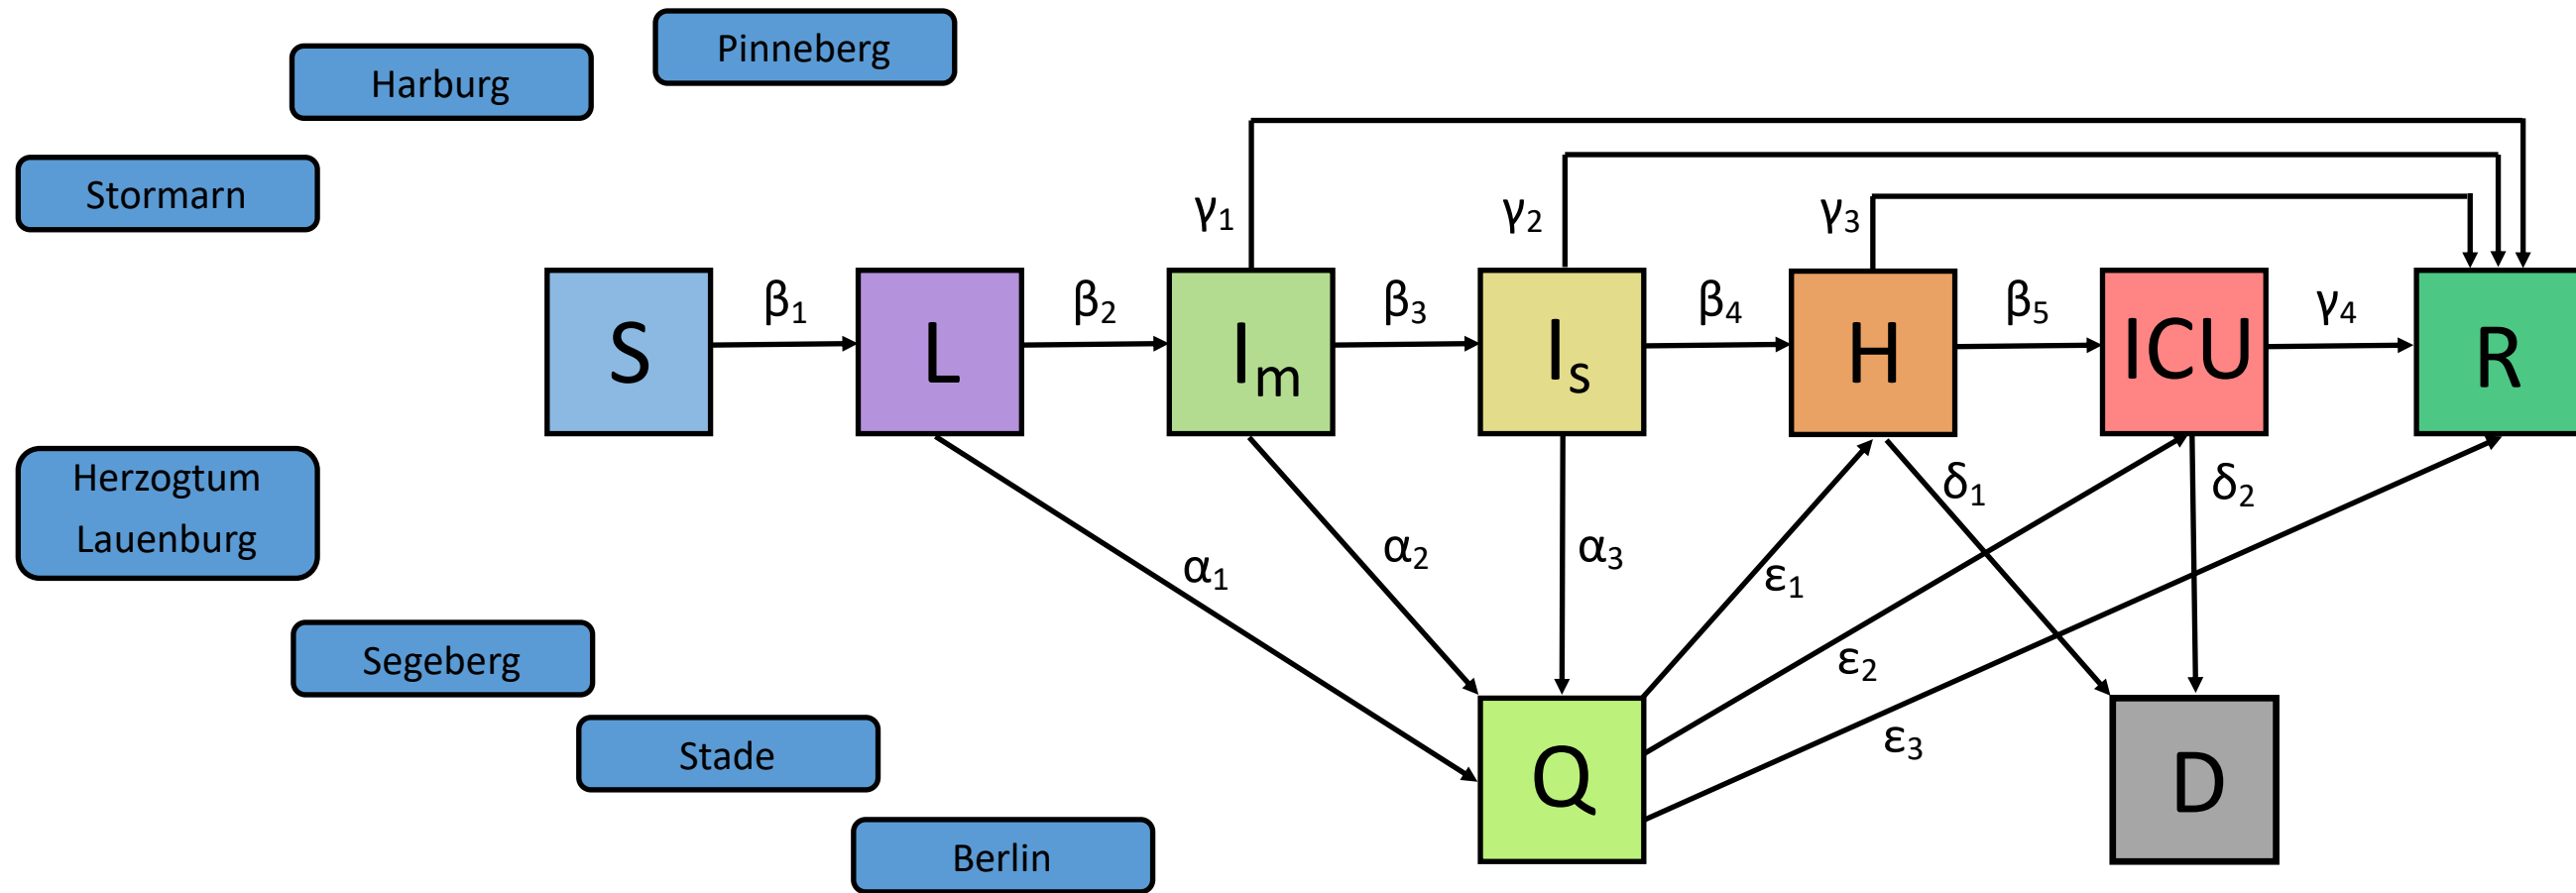 Pinneberg
Harburg
Stormarn
γ1
γ2
γ3
S
β1
L
β2
Im
β3
Is
β4
H
β5
ICU
γ4
R
Herzogtum
Lauenburg
α1
α2
α3
ε1
δ1
δ2
Segeberg
ε2
ε3
Stade
Q
D
Berlin